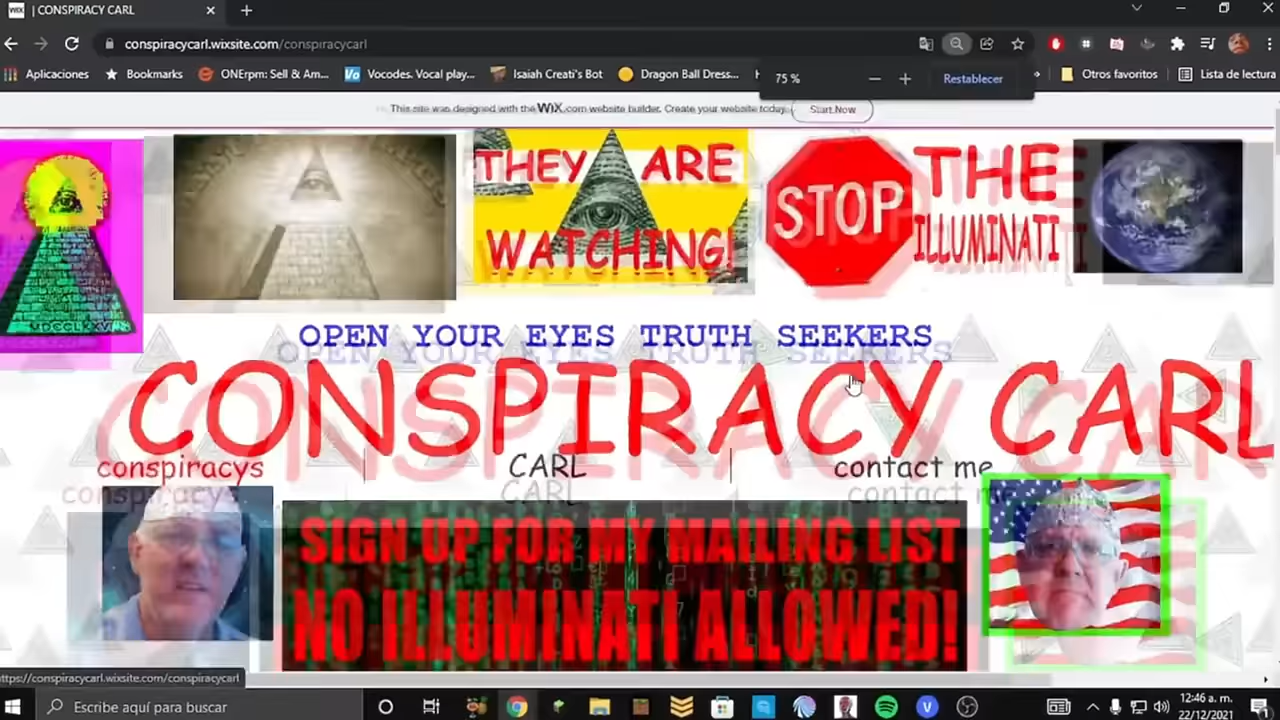 WiX | CONSPIRACY CARL
conspiracycarl.wixsite.com/conspiracycarl
Aplicaciones Bookmarks ONErpm: Sell & Am... Vo Vocodes. Vocal play... Isaiah Creati's Bot Dragon Ball Dress... Otros favoritos Lista de lectura
75 % Restablecer
This site was designed with the WiX.com website builder. Create your website today. Start Now
THEY ARE
WATCHING!
STOP
THE
ILLUMINATI
MDCCLXXVI
OPEN YOUR EYES TRUTH SEEKERS
CONSPIRACY CARL
conspiracys CARL contact me
SIGN UP FOR MY MAILING LIST
NO ILLUMINATI ALLOWED!
https://conspiracycarl.wixsite.com/conspiracycarl
Escribe aquí para buscar
12:46 a. m.
22/12/2021